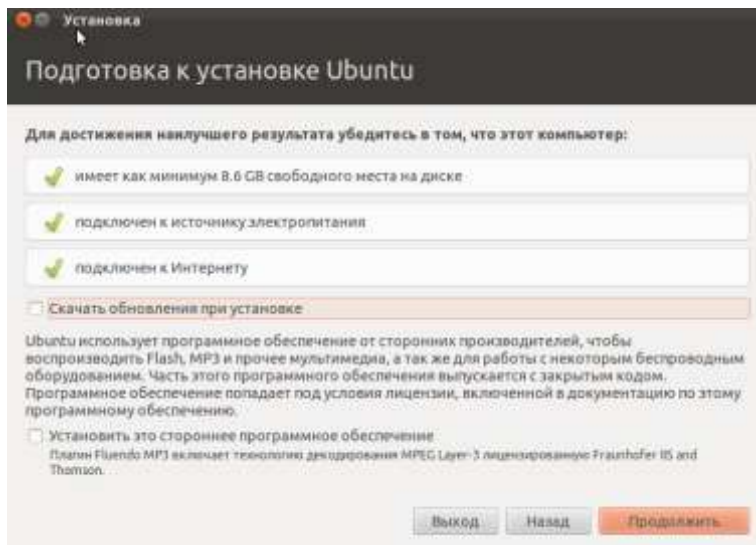 Установка
Подготовка к установке Ubuntu
Для достижения наилучшего результата убедитесь в том, что этот компьютер:
имеет как минимум 8.6 GB свободного места на диске
подключен к источнику электропитания
подключен к Интернету
Скачать обновления при установке
Ubuntu использует программное обеспечение от сторонних производителей, чтобы
воспроизводить Flash, MP3 и прочее мультимедиа, а так же для работы с некоторым беспроводным
оборудованием. Часть этого программного обеспечения выпускается с закрытым кодом.
Программное обеспечение попадает под условия лицензии, включенной в документацию по этому
программному обеспечению.
Установить это стороннее программное обеспечение
Плагин Fluendo MP3 включает технологию декодирования MPEG Layer-3 лицензированную Fraunhofer IIS and
Thomson.
Выход
Назад
Продолжить